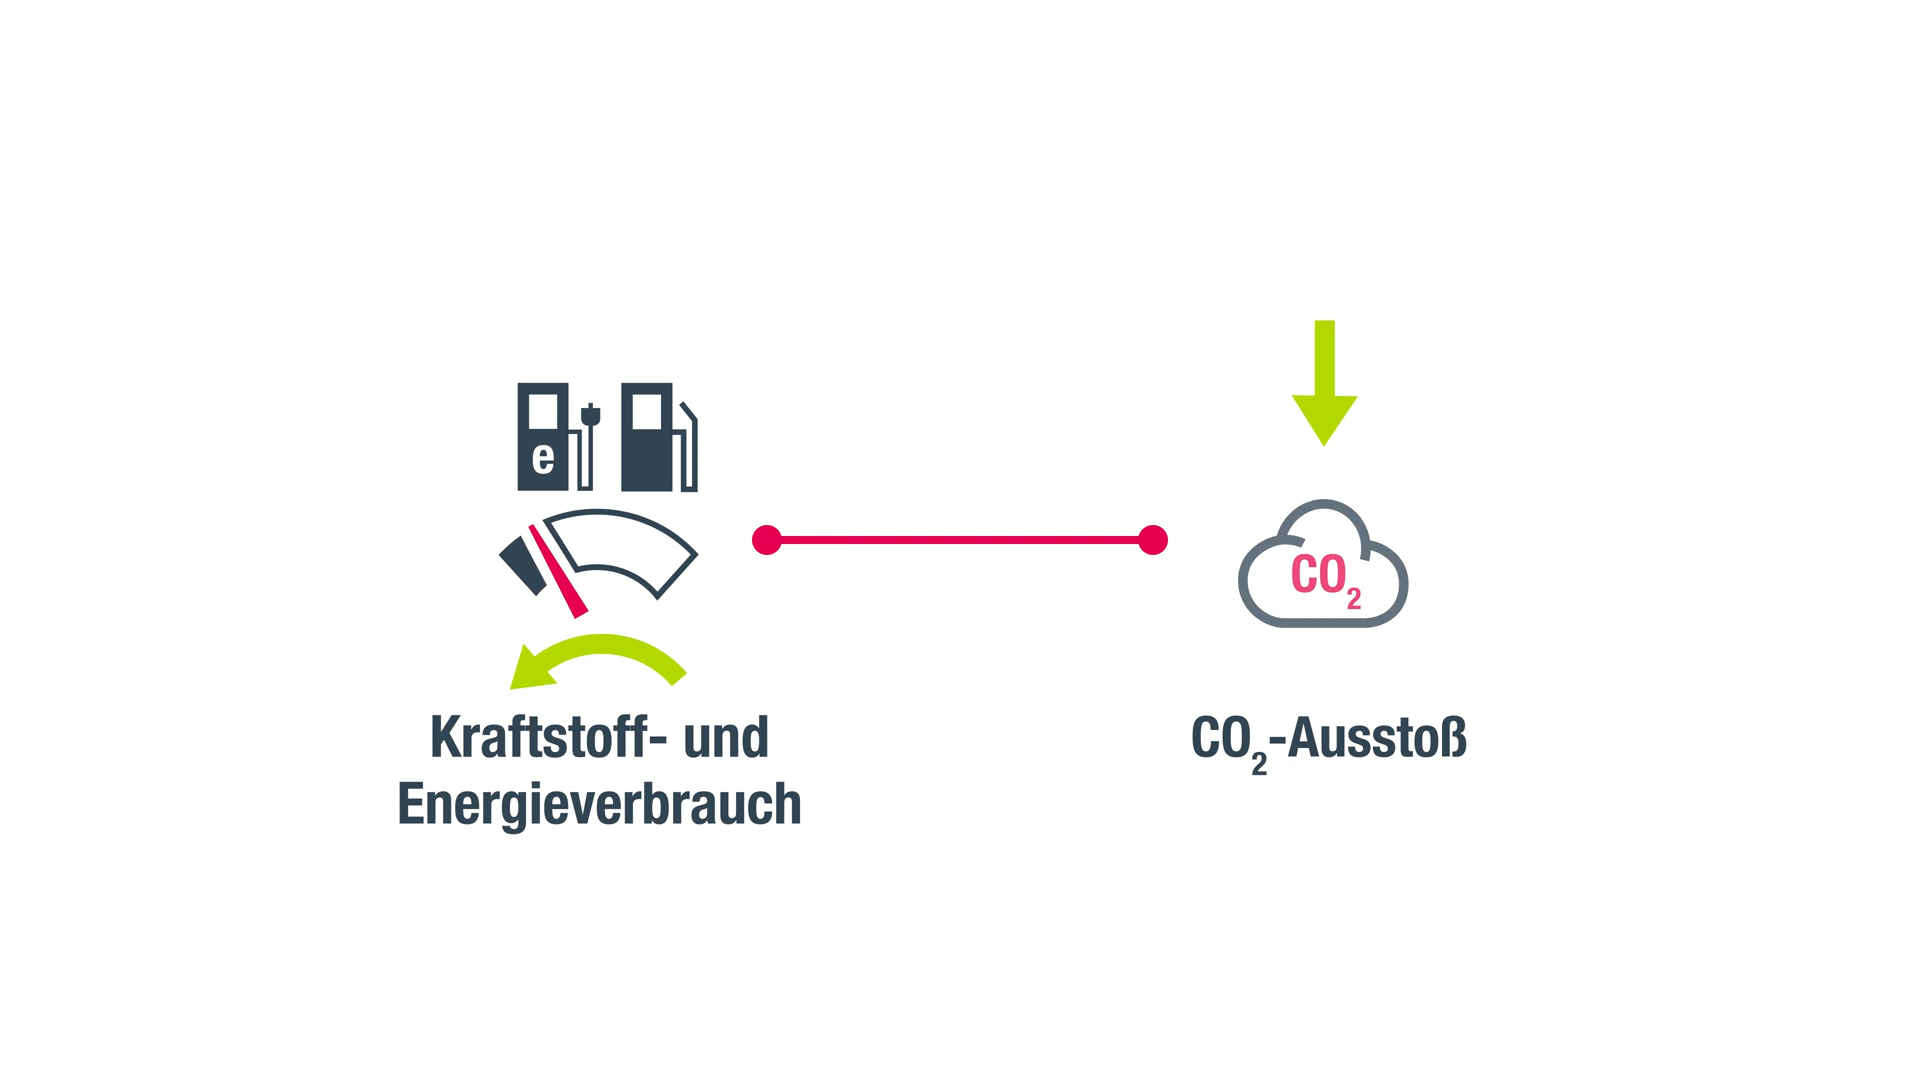 e
CO₂
Kraftstoff- und
Energieverbrauch
CO₂-Ausstoß